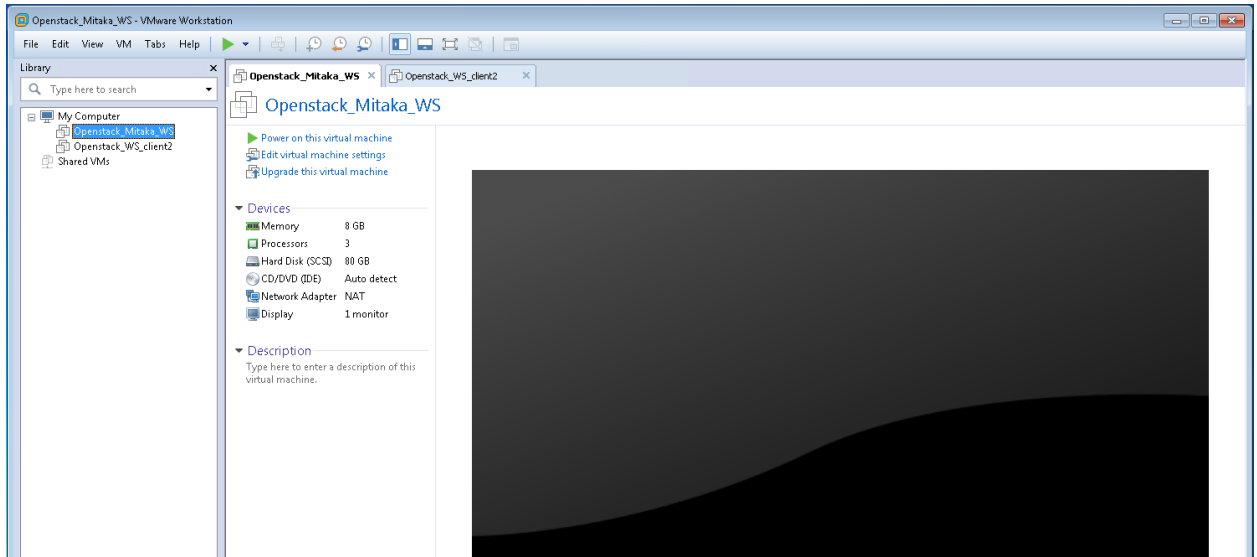 Openstack_Mitaka_WS - VMware Workstation
File Edit View VM Tabs Help
Library x
Type here to search
My Computer
Openstack_Mitaka_WS
Openstack_WS_client2
Shared VMs
Openstack_Mitaka_WS × Openstack_WS_client2 ×
Openstack_Mitaka_WS
Power on this virtual machine
Edit virtual machine settings
Upgrade this virtual machine
Devices
Memory 8 GB
Processors 3
Hard Disk (SCSI) 80 GB
CD/DVD (IDE) Auto detect
Network Adapter NAT
Display 1 monitor
Description
Type here to enter a description of this
virtual machine.